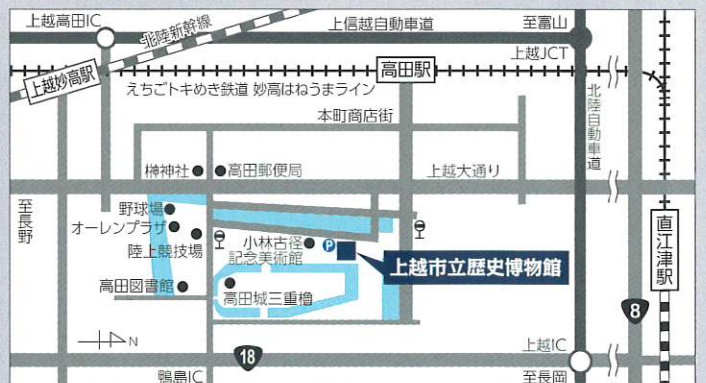 上越高田IC
北陸新幹線
上信越自動車道
至富山
上越JCT
上越妙高駅
高田駅
えちごトキめき鉄道 妙高はねうまライン
北陸自動車道
本町商店街
榊神社
高田郵便局
上越大通り
至長野
野球場
オーレンプラザ
陸上競技場
小林古径
記念美術館
P
上越市立歴史博物館
直江津駅
高田図書館
高田城三重櫓
8
N
18
上越IC
鴨島IC
至長岡